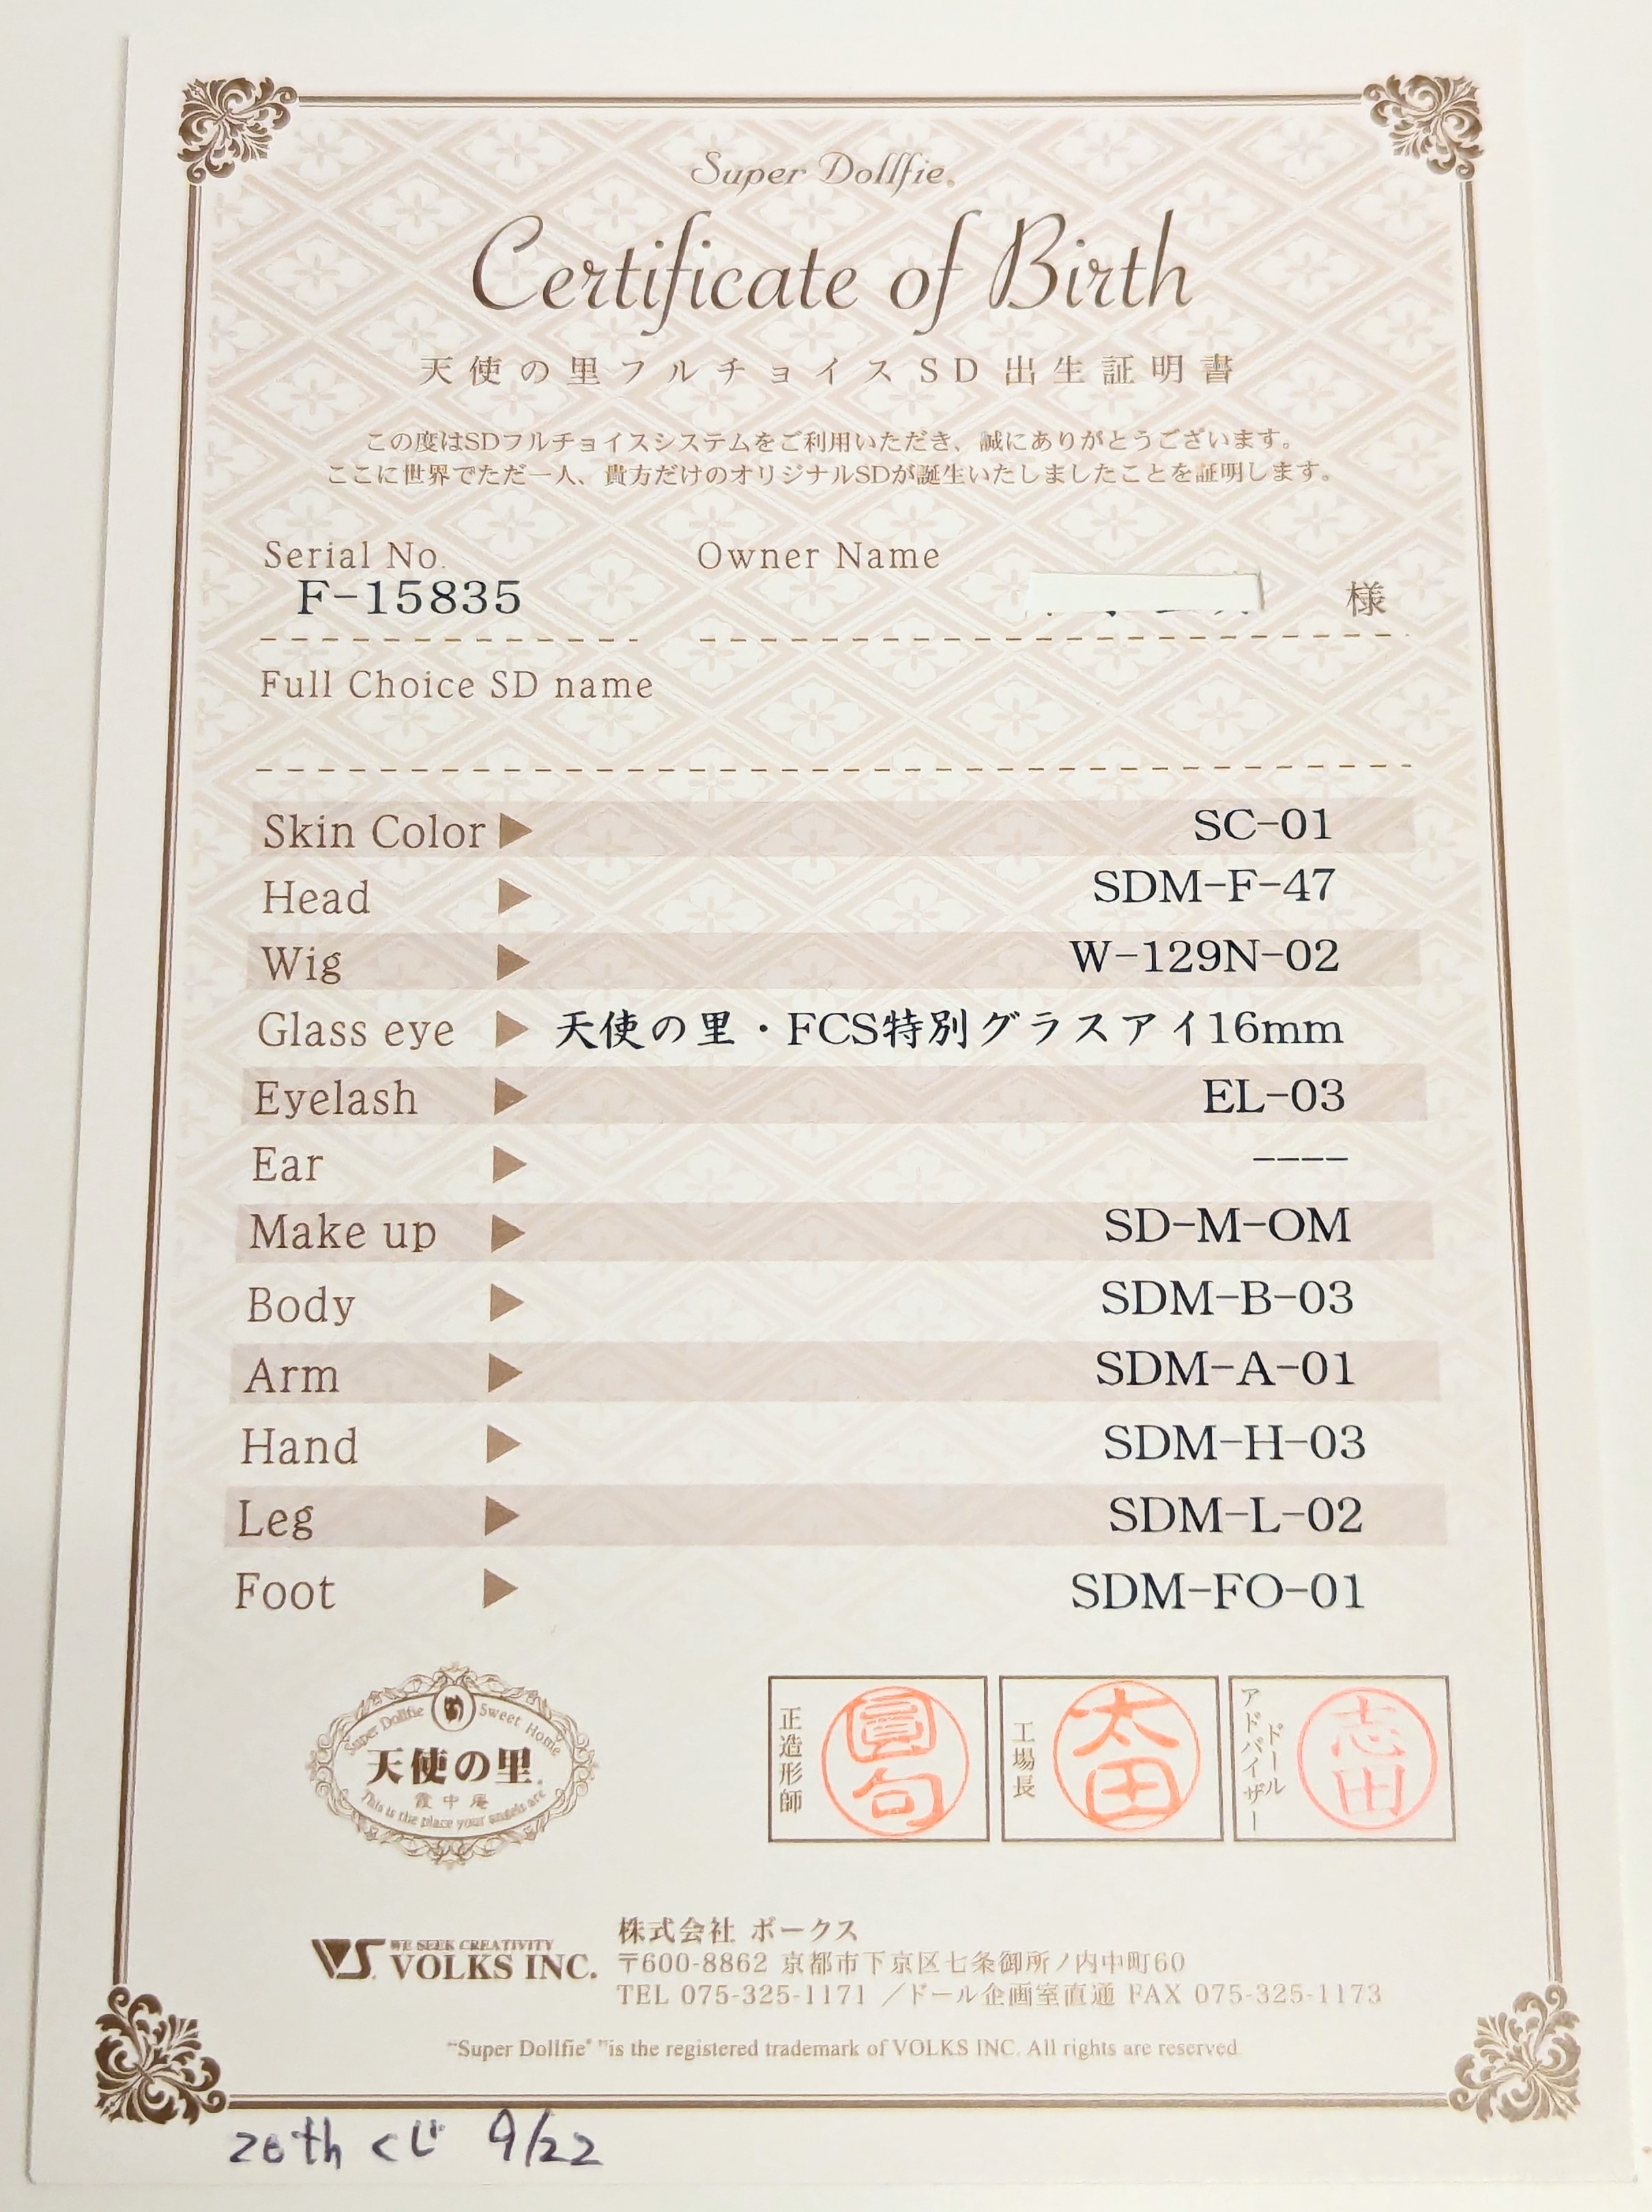 Super Dollfie®
Certificate of Birth
天使の里フルチョイスSD出生証明書
この度はSDフルチョイスシステムをご利用いただき、誠にありがとうございます。
ここに世界でただ一人、貴方だけのオリジナルSDが誕生いたしましたことを証明します。
Serial No. Owner Name
F-15835 様
Full Choice SD name
Skin Color ▶ SC-01
Head ▶ SDM-F-47
Wig ▶ W-129N-02
Glass eye ▶ 天使の里・FCS特別グラスアイ16mm
Eyelash ▶ EL-03
Ear ▶ ----
Make up ▶ SD-M-OM
Body ▶ SDM-B-03
Arm ▶ SDM-A-01
Hand ▶ SDM-H-03
Leg ▶ SDM-L-02
Foot ▶ SDM-FO-01
Super Dollfie Sweet Home
天使の里
霞中庵
This is the place your angels are
正造形師
圓句
工場長
太田
ドール
アドバイザー
志田
VS WE SEEK CREATIVITY
VOLKS INC.
株式会社 ボークス
〒600-8862 京都市下京区七条御所ノ内中町60
TEL 075-325-1171 ／ドール企画室直通 FAX 075-325-1173
"Super Dollfie® "is the registered trademark of VOLKS INC. All rights are reserved.
20th くじ 9/22